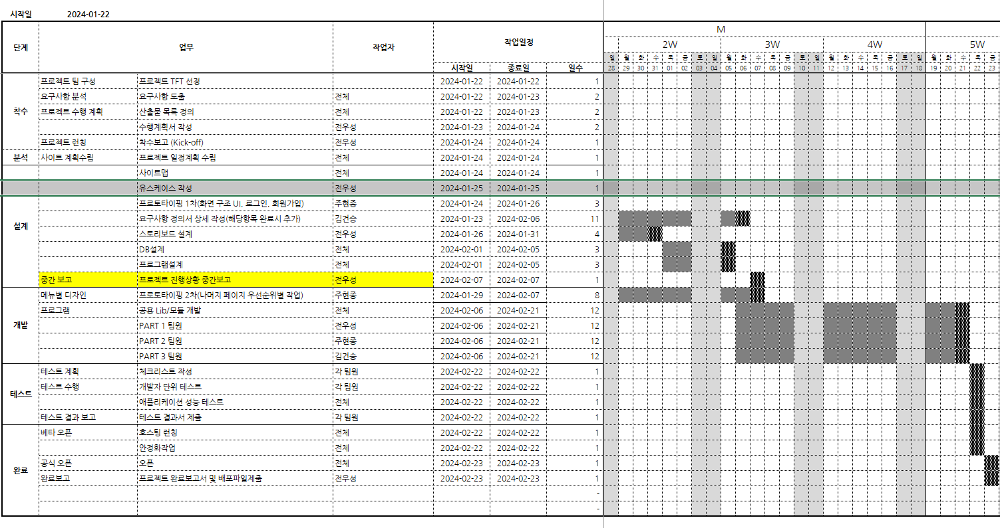 시작일 2024-01-22
단계 업무 작업자 작업일정 M
2W 3W 4W 5W
일 월 화 수 목 금 토 일 월 화 수 목 금 토 일 월 화 수 목 금 토 일 월 화 수 목 금
시작일 종료일 일수 28 29 30 31 01 02 03 04 05 06 07 08 09 10 11 12 13 14 15 16 17 18 19 20 21 22 23
착수
프로젝트 팀 구성 프로젝트 TFT 선정 2024-01-22 2024-01-22 1
요구사항 분석 요구사항 도출 전체 2024-01-22 2024-01-23 2
프로젝트 수행 계획 산출물 목록 정의 전체 2024-01-22 2024-01-23 2
수행계획서 작성 전우성 2024-01-23 2024-01-24 2
프로젝트 런칭 착수보고 (Kick-off) 전우성 2024-01-24 2024-01-24 1
분석 사이트 계획수립 프로젝트 일정계획 수립 전체 2024-01-24 2024-01-24 1
사이트맵 전체 2024-01-24 2024-01-24 1
유스케이스 작성 전우성 2024-01-25 2024-01-25 1
설계
프로토타이핑 1차(화면 구조 UI, 로그인, 회원가입) 주현종 2024-01-24 2024-01-26 3
요구사항 정의서 상세 작성(해당항목 완료시 추가) 김건승 2024-01-23 2024-02-06 11
스토리보드 설계 전우성 2024-01-26 2024-01-31 4
DB설계 전체 2024-02-01 2024-02-05 3
프로그램설계 전체 2024-02-01 2024-02-05 3
중간 보고 프로젝트 진행상황 중간보고 전우성 2024-02-07 2024-02-07 1
개발
메뉴별 디자인 프로토타이핑 2차(나머지 페이지 우선순위별 작업) 주현종 2024-01-29 2024-02-07 8
프로그램 공용 Lib/모듈 개발 전체 2024-02-06 2024-02-21 12
PART 1 팀원 전우성 2024-02-06 2024-02-21 12
PART 2 팀원 주현종 2024-02-06 2024-02-21 12
PART 3 팀원 김건승 2024-02-06 2024-02-21 12
테스트
테스트 계획 체크리스트 작성 각 팀원 2024-02-22 2024-02-22 1
테스트 수행 개발자 단위 테스트 각 팀원 2024-02-22 2024-02-22 1
애플리케이션 성능 테스트 전체 2024-02-22 2024-02-22 1
테스트 결과 보고 테스트 결과서 제출 각 팀원 2024-02-22 2024-02-22 1
완료
베타 오픈 호스팅 런칭 전체 2024-02-22 2024-02-22 1
안정화작업 전체 2024-02-22 2024-02-22 1
공식 오픈 오픈 전체 2024-02-23 2024-02-23 1
완료보고 프로젝트 완료보고서 및 배포파일제출 전우성 2024-02-23 2024-02-23 1
-
-